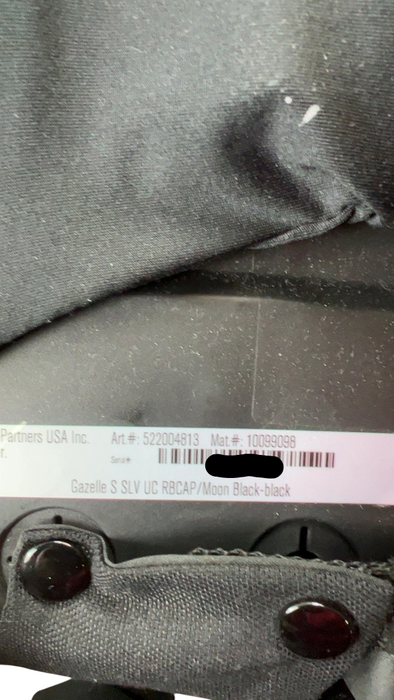 Partners USA Inc. Art.#: 522004813 Mat.#: 10099098
r. Serial#:
Gazelle S SLV UC RBCAP/Moon Black-black